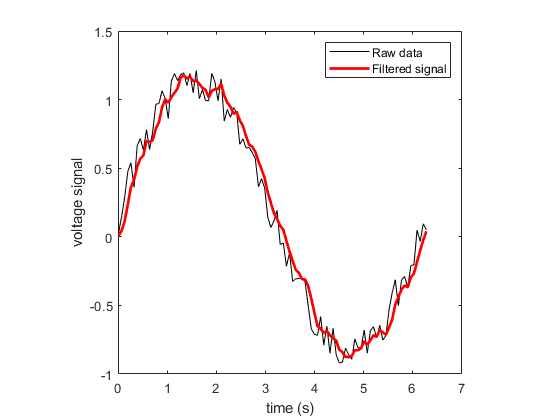 1.5
1
0.5
0
-0.5
-1
voltage signal
Raw data
Filtered signal
0 1 2 3 4 5 6 7
time (s)